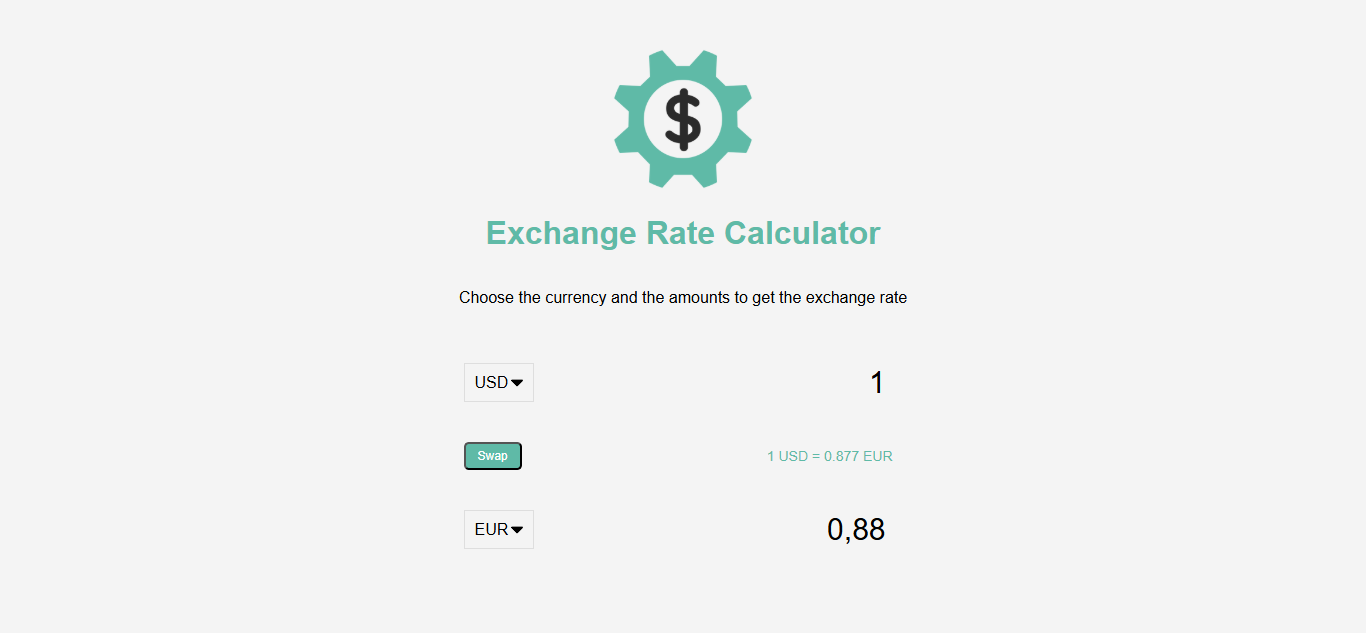 $
Exchange Rate Calculator
Choose the currency and the amounts to get the exchange rate
USD 1
Swap 1 USD = 0.877 EUR
EUR 0,88